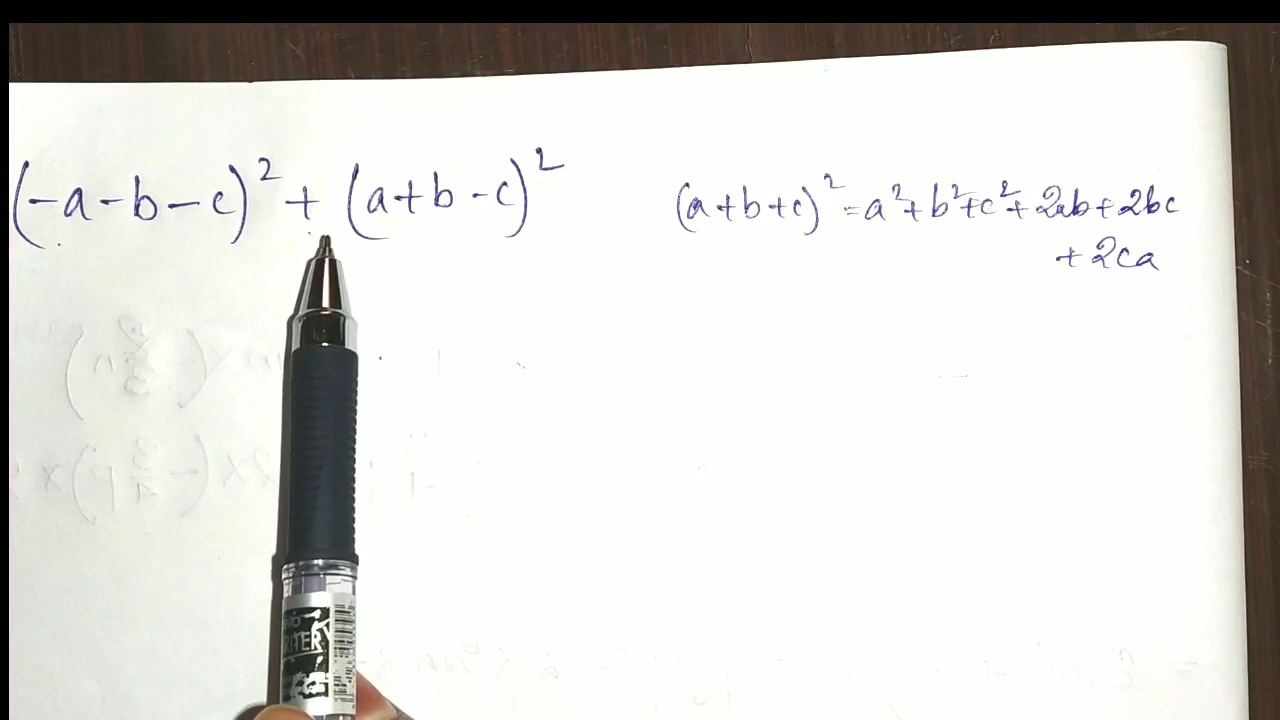 (-a-b-c)² + (a+b-c)²
(a+b+c)² = a²+b²+c²+2ab+2bc
+2ca